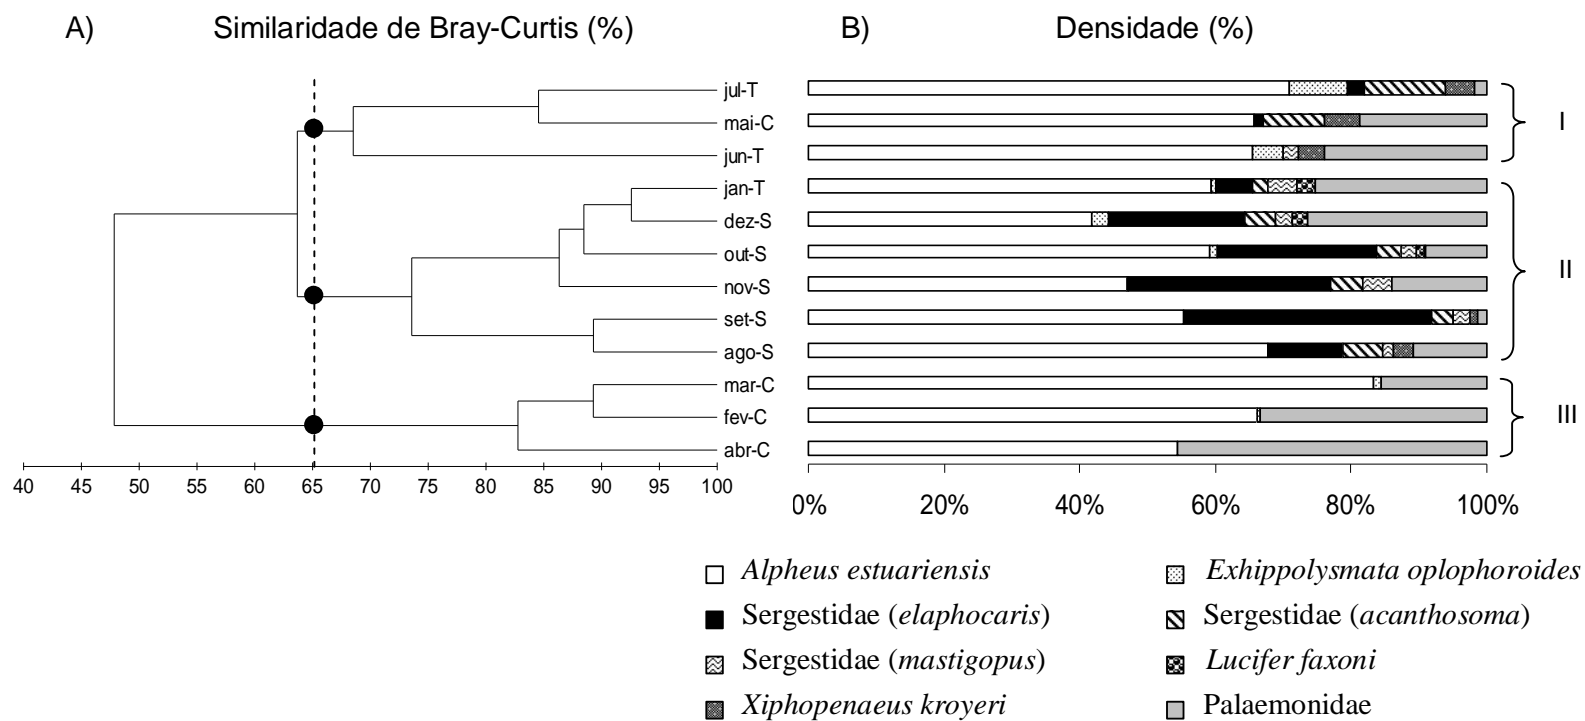 A) Similaridade de Bray-Curtis (%)
B) Densidade (%)
jul-T
mai-C
jun-T
jan-T
dez-S
out-S
nov-S
set-S
ago-S
mar-C
fev-C
abr-C
I
II
III
40 45 50 55 60 65 70 75 80 85 90 95 100
0% 20% 40% 60% 80% 100%
Alpheus estuariensis
Exhippolysmata oplophoroides
Sergestidae (elaphocaris)
Sergestidae (acanthosoma)
Sergestidae (mastigopus)
Lucifer faxoni
Xiphopenaeus kroyeri
Palaemonidae